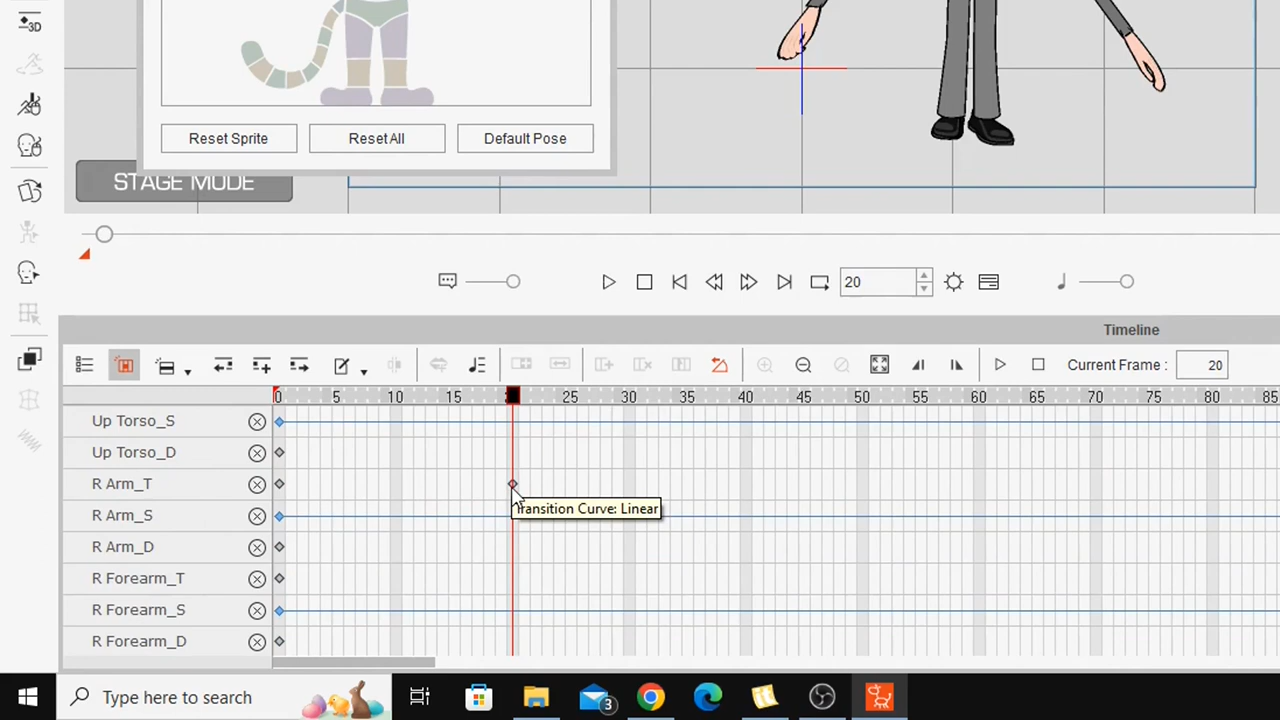 3D
Reset Sprite Reset All Default Pose
STAGE MODE
20
Timeline
Current Frame : 20
0 5 10 15 25 30 35 40 45 50 55 60 65 70 75 80 85
Up Torso_S
Up Torso_D
R Arm_T
Transition Curve: Linear
R Arm_S
R Arm_D
R Forearm_T
R Forearm_S
R Forearm_D
Type here to search 3